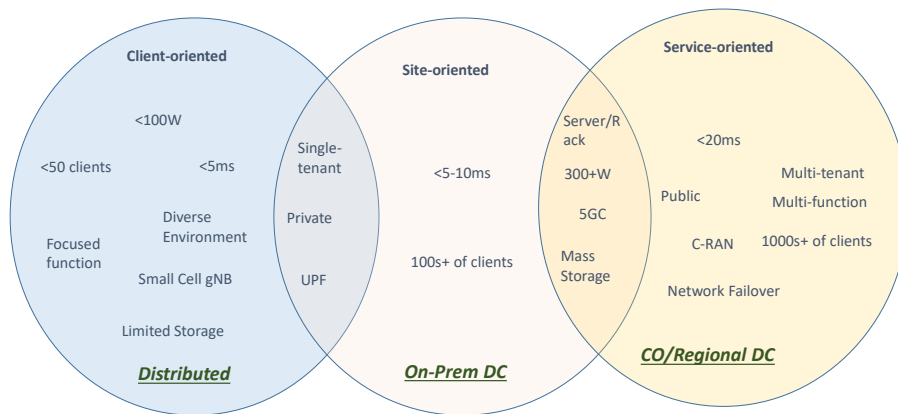 Client-oriented
<100W
<50 clients
<5ms
Diverse
Environment
Focused
function
Small Cell gNB
Limited Storage
Distributed
Single-
tenant
Private
UPF
Site-oriented
<5-10ms
100s+ of clients
On-Prem DC
Server/R
ack
300+W
5GC
Mass
Storage
Service-oriented
<20ms
Multi-tenant
Public
Multi-function
C-RAN
1000s+ of clients
Network Failover
CO/Regional DC